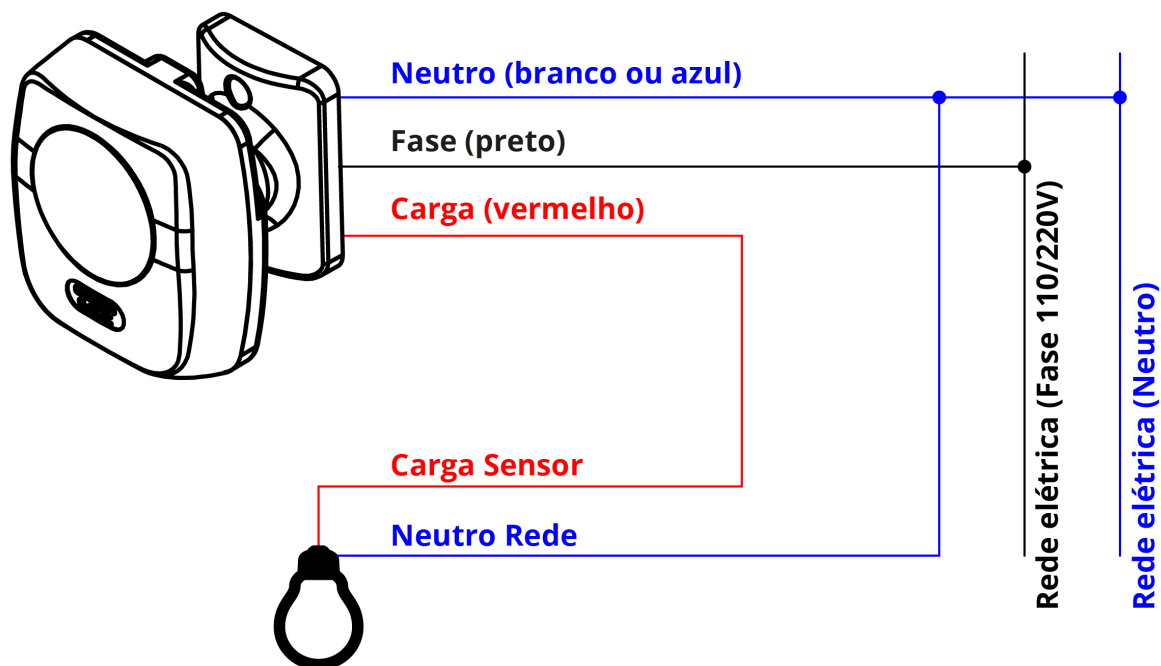 Neutro (branco ou azul)
Fase (preto)
Carga (vermelho)
Carga Sensor
Neutro Rede
Rede elétrica (Fase 110/220V)
Rede elétrica (Neutro)